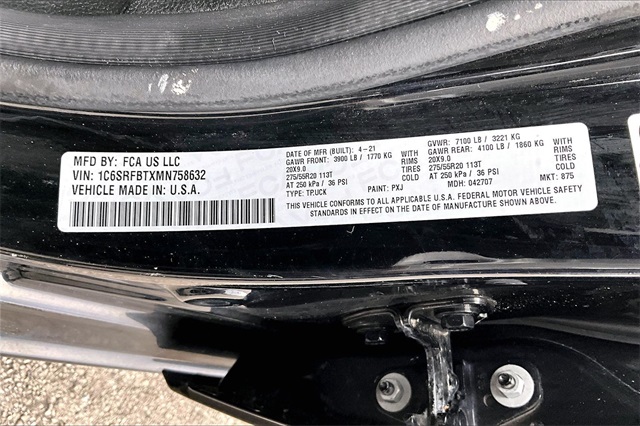 MFD BY: FCA US LLC
VIN: 1C6SRFBTXMN758632
VEHICLE MADE IN U.S.A.
DATE OF MFR (BUILT): 4-21
GAWR FRONT: 3900 LB / 1770 KG
20X9.0 RIMS
275/55R20 113T TIRES
AT 250 kPa / 36 PSI COLD
TYPE: TRUCK PAINT: PXJ
GVWR: 7100 LB / 3221 KG
GAWR REAR: 4100 LB / 1860 KG
20X9.0 RIMS
275/55R20 113T TIRES
AT 250 kPa / 36 PSI COLD
MDH: 042707 MKT: 875
THIS VEHICLE CONFORMS TO ALL APPLICABLE U.S.A. FEDERAL MOTOR VEHICLE SAFETY
STANDARDS IN EFFECT ON THE DATE OF MANUFACTURE SHOWN ABOVE.